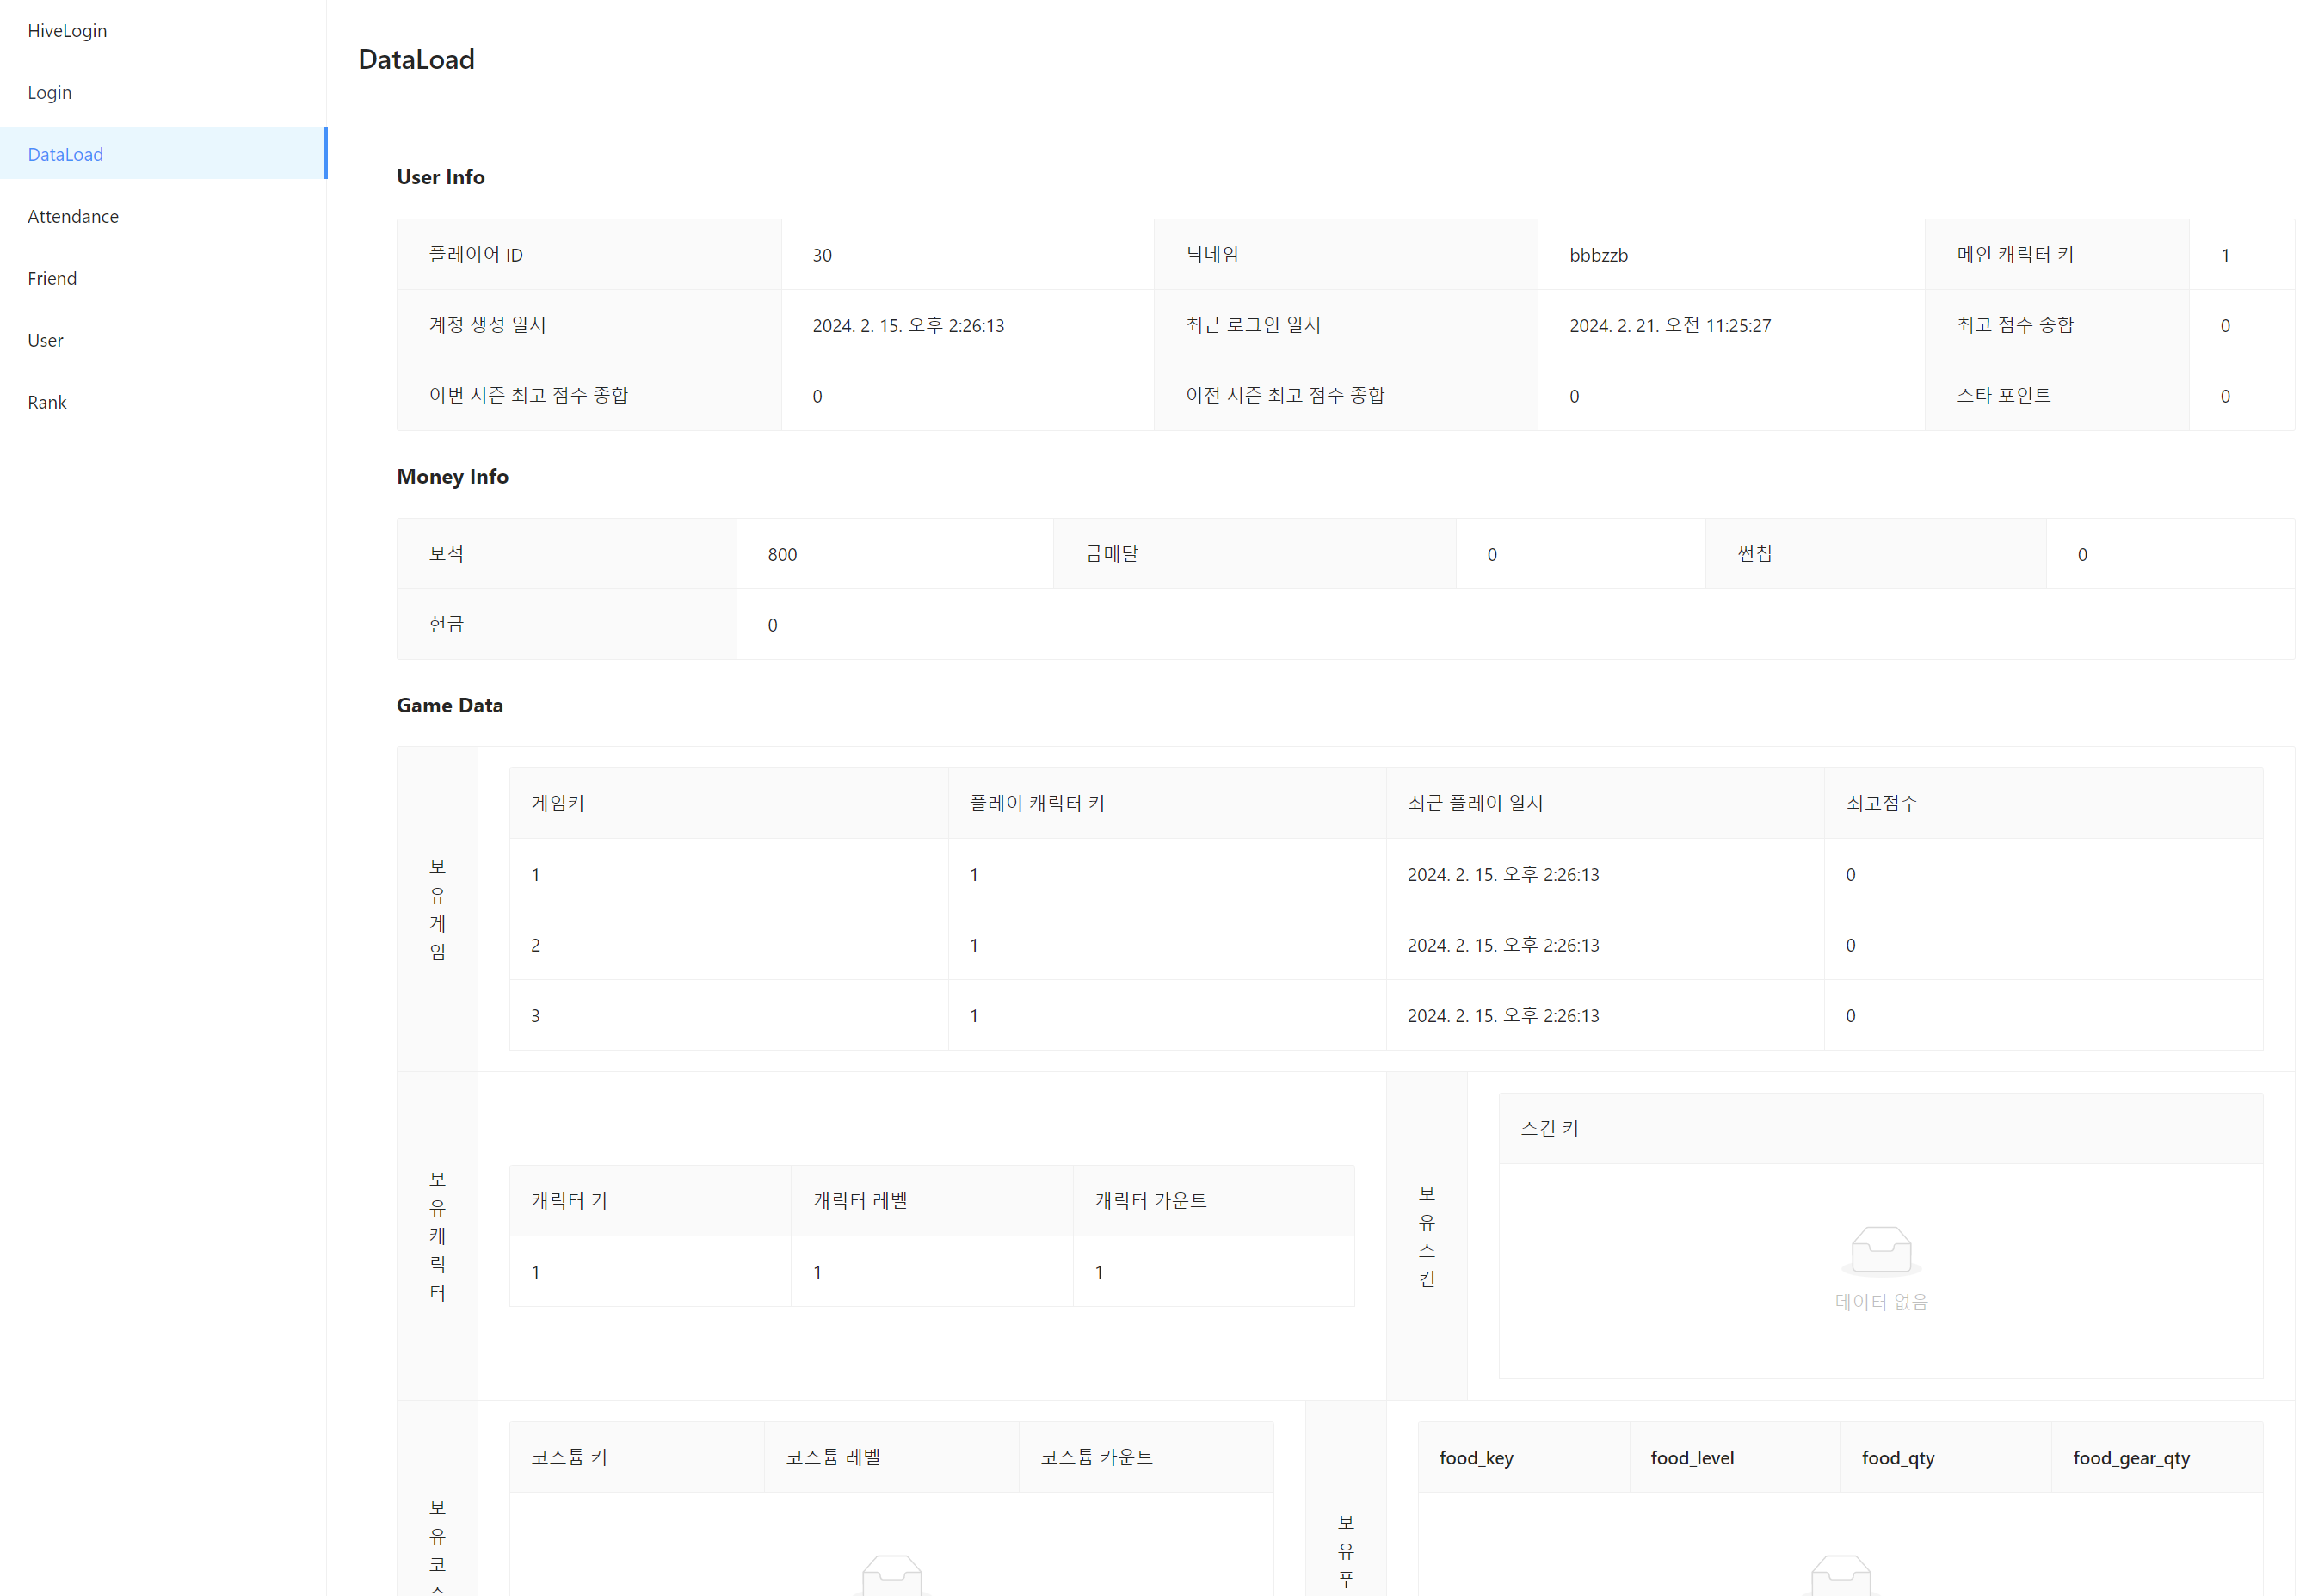 HiveLogin
Login
DataLoad
Attendance
Friend
User
Rank
DataLoad
User Info
플레이어 ID 30 닉네임 bbbzzb 메인 캐릭터 키 1
계정 생성 일시 2024. 2. 15. 오후 2:26:13 최근 로그인 일시 2024. 2. 21. 오전 11:25:27 최고 점수 종합 0
이번 시즌 최고 점수 종합 0 이전 시즌 최고 점수 종합 0 스타 포인트 0
Money Info
보석 800 금메달 0 썬칩 0
현금 0
Game Data
보
유
게
임
게임키 플레이 캐릭터 키 최근 플레이 일시 최고점수
1 1 2024. 2. 15. 오후 2:26:13 0
2 1 2024. 2. 15. 오후 2:26:13 0
3 1 2024. 2. 15. 오후 2:26:13 0
보
유
캐
릭
터
캐릭터 키 캐릭터 레벨 캐릭터 카운트
1 1 1
보
유
스
킨
스킨 키
데이터 없음
보
유
코
스
코스튬 키 코스튬 레벨 코스튬 카운트
보
유
푸
food_key food_level food_qty food_gear_qty